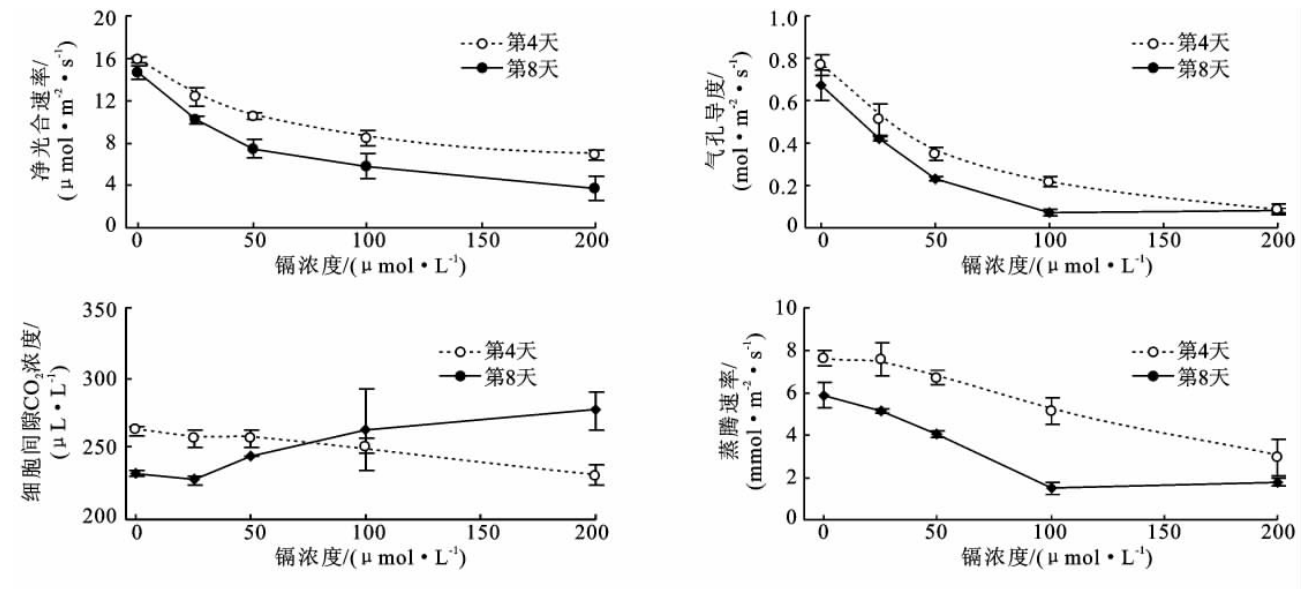 净光合速率/
(μmol·m⁻²·s⁻¹)
20
16
12
8
4
0
第4天
第8天
0 50 100 150 200
镉浓度/(μmol·L⁻¹)
气孔导度/
(mol·m⁻²·s⁻¹)
1.0
0.8
0.6
0.4
0.2
0
第4天
第8天
0 50 100 150 200
镉浓度/(μmol·L⁻¹)
细胞间隙CO₂浓度/
(μL·L⁻¹)
350
300
250
200
第4天
第8天
0 50 100 150 200
镉浓度/(μmol·L⁻¹)
蒸腾速率/
(mmol·m⁻²·s⁻¹)
10
8
6
4
2
0
第4天
第8天
0 50 100 150 200
镉浓度/(μmol·L⁻¹)